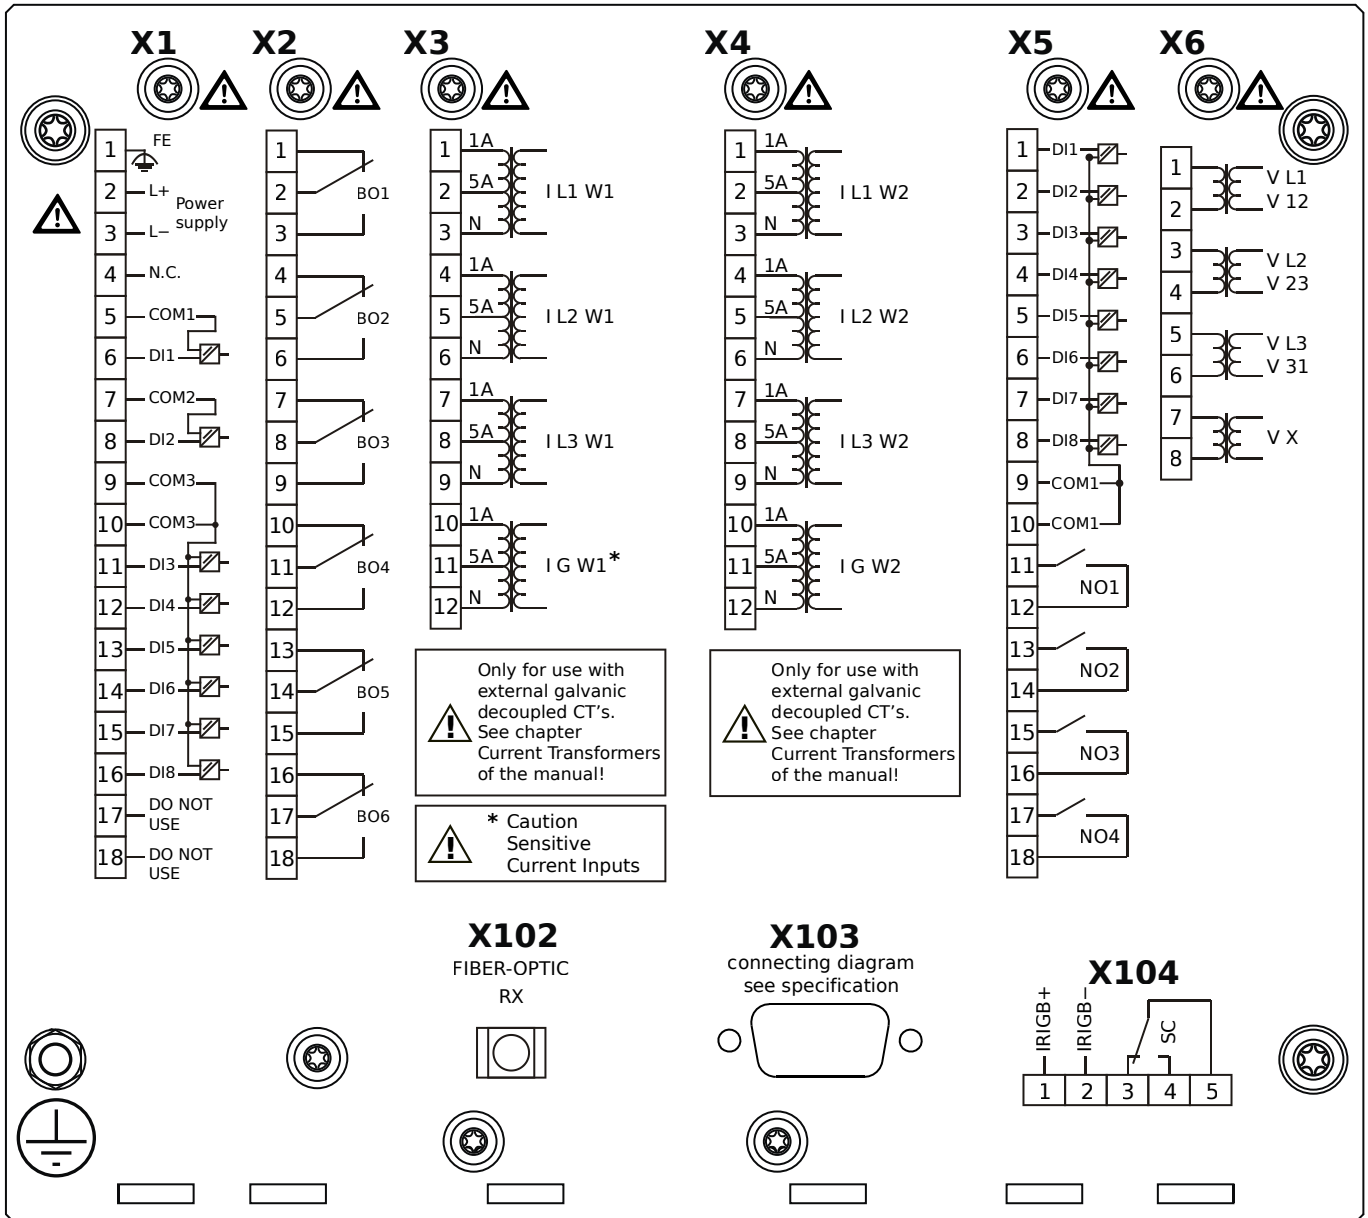 X1
X2
X3
X4
X5
X6
1
FE
2
L+
Power
supply
3
L−
4
N.C.
5
COM1
6
DI1
7
COM2
8
DI2
9
COM3
10
COM3
11
DI3
12
DI4
13
DI5
14
DI6
15
DI7
16
DI8
17
DO NOT
USE
18
DO NOT
USE
1
2
BO1
3
4
5
BO2
6
7
8
BO3
9
10
11
BO4
12
13
14
BO5
15
16
17
BO6
18
1
1A
2
5A
I L1 W1
3
N
4
1A
5
5A
I L2 W1
6
N
7
1A
8
5A
I L3 W1
9
N
10
1A
11
5A
I G W1*
12
N
Only for use with
external galvanic
decoupled CT's.
See chapter
Current Transformers
of the manual!
* Caution
Sensitive
Current Inputs
1
1A
2
5A
I L1 W2
3
N
4
1A
5
5A
I L2 W2
6
N
7
1A
8
5A
I L3 W2
9
N
10
1A
11
5A
I G W2
12
N
Only for use with
external galvanic
decoupled CT's.
See chapter
Current Transformers
of the manual!
1
DI1
2
DI2
3
DI3
4
DI4
5
DI5
6
DI6
7
DI7
8
DI8
9
COM1
10
COM1
11
NO1
12
13
NO2
14
15
NO3
16
17
NO4
18
1
V L1
2
V 12
3
V L2
4
V 23
5
V L3
6
V 31
7
V X
8
X102
FIBER-OPTIC
RX
X103
connecting diagram
see specification
X104
IRIGB+
IRIGB−
SC
1
2
3
4
5